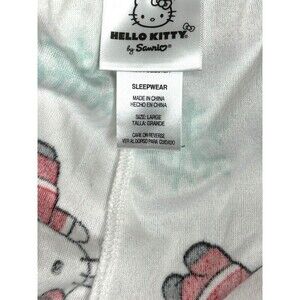 HELLO KITTY
by Sanrio
SLEEPWEAR
MADE IN CHINA
HECHO EN CHINA
SIZE: LARGE
TALLA: GRANDE
CARE ON REVERSE
VER AL DORSO PARA CUIDADO